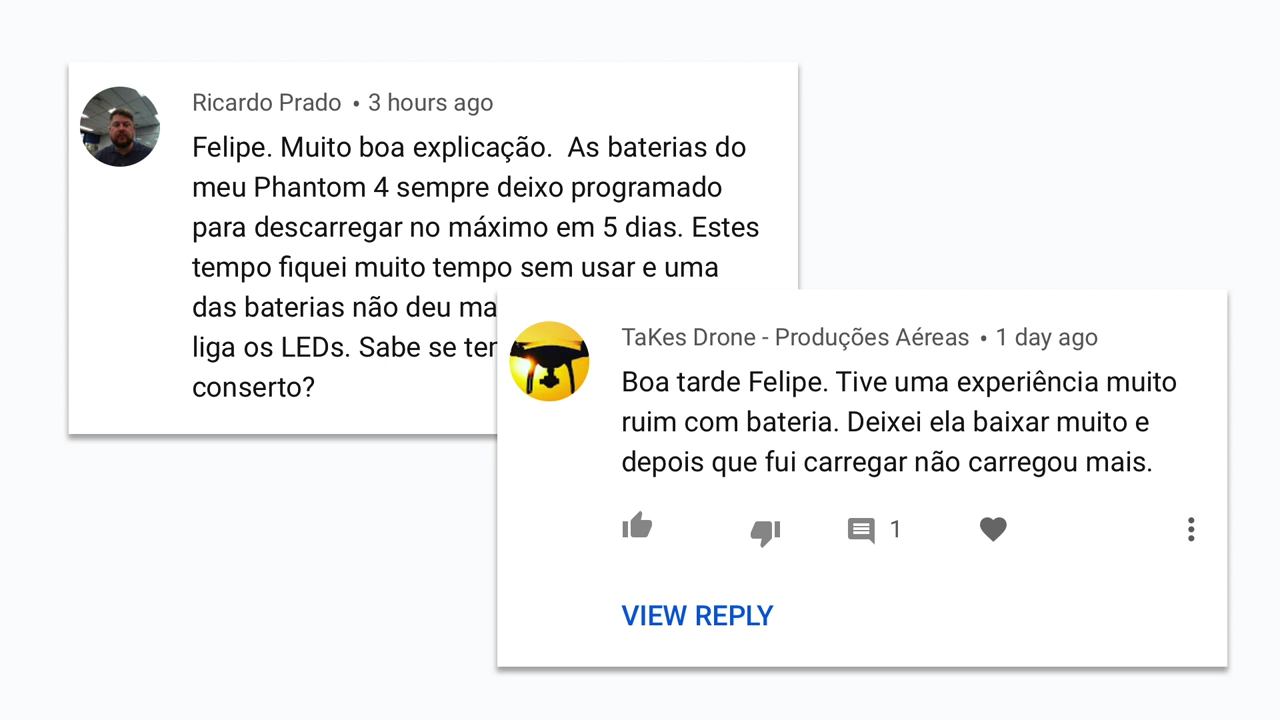 Ricardo Prado • 3 hours ago
Felipe. Muito boa explicação.  As baterias do
meu Phantom 4 sempre deixo programado
para descarregar no máximo em 5 dias. Estes
tempo fiquei muito tempo sem usar e uma
das baterias não deu
liga os LEDs. Sabe se
conserto?
TaKes Drone - Produções Aéreas • 1 day ago
Boa tarde Felipe. Tive uma experiência muito
ruim com bateria. Deixei ela baixar muito e
depois que fui carregar não carregou mais.
1
VIEW REPLY